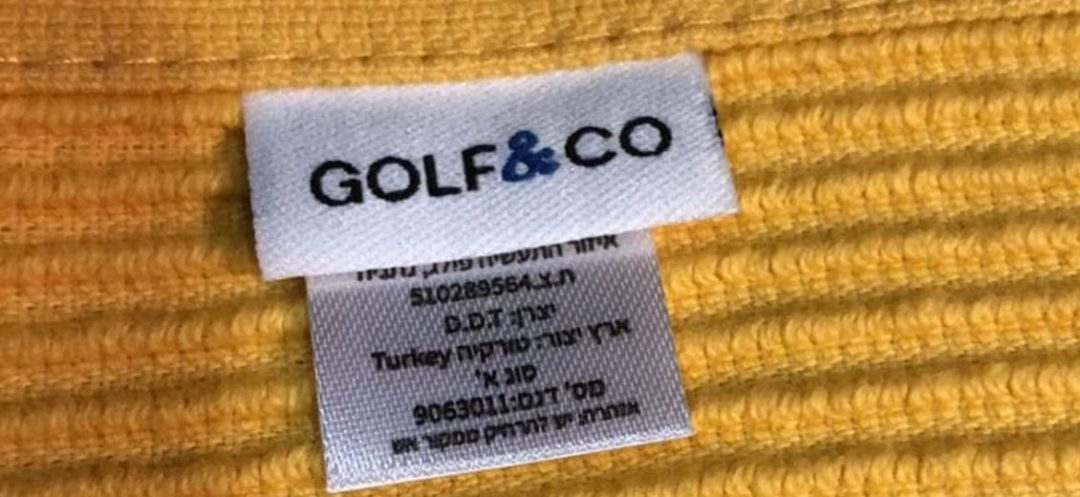 GOLF&CO
איזור התעשיה פולג, נתניה
ת.צ.510289564
יצרן: D.D.T
ארץ יצור: טורקיה Turkey
סוג א'
מס' דגם:9063011
אזהרה: יש להרחיק ממקור אש